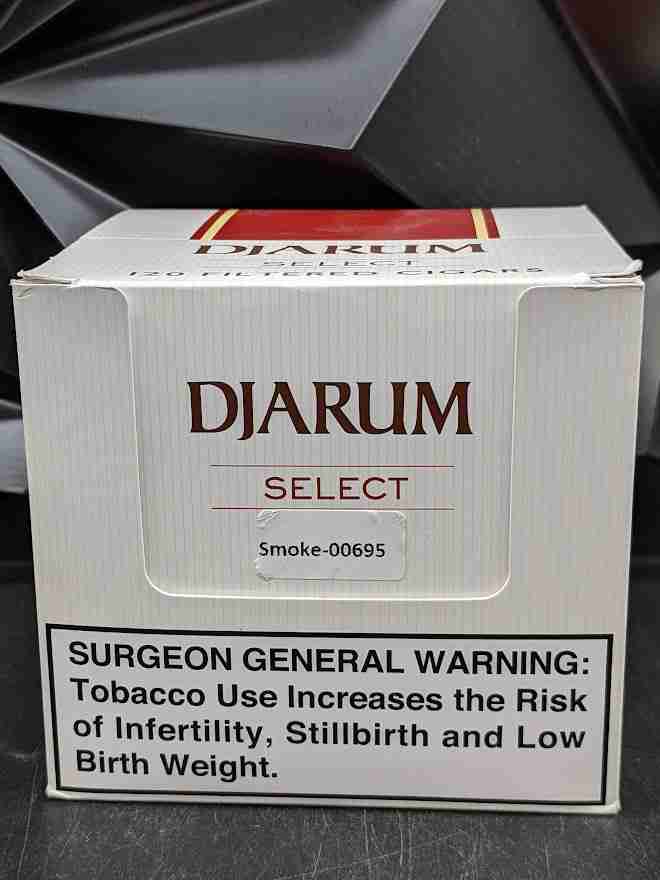 DJARUM
SELECT
120 FILTERED CIGARS
DJARUM
SELECT
Smoke-00695
SURGEON GENERAL WARNING:
Tobacco Use Increases the Risk
of Infertility, Stillbirth and Low
Birth Weight.